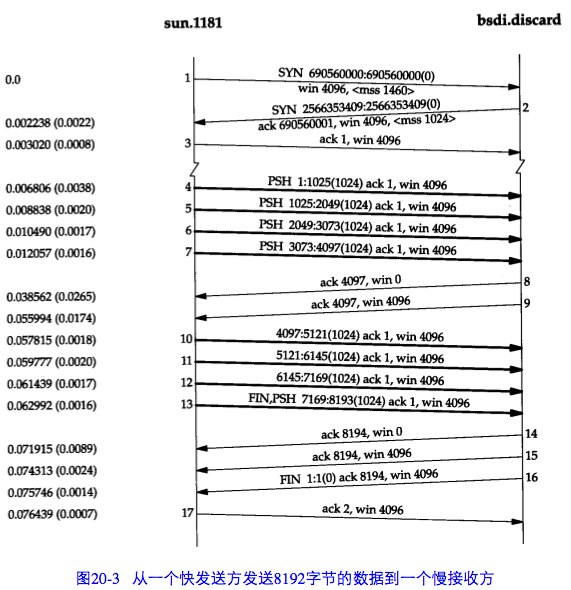 sun.1181 bsdi.discard
0.0 1 SYN 690560000:690560000(0)
win 4096, <mss 1460>
SYN 2566353409:2566353409(0) 2
0.002238 (0.0022) ack 690560001, win 4096, <mss 1024>
0.003020 (0.0008) 3 ack 1, win 4096
0.006806 (0.0038) 4 PSH 1:1025(1024) ack 1, win 4096
0.008838 (0.0020) 5 PSH 1025:2049(1024) ack 1, win 4096
0.010490 (0.0017) 6 PSH 2049:3073(1024) ack 1, win 4096
0.012057 (0.0016) 7 PSH 3073:4097(1024) ack 1, win 4096
ack 4097, win 0 8
0.038562 (0.0265) ack 4097, win 4096 9
0.055994 (0.0174)
0.057815 (0.0018) 10 4097:5121(1024) ack 1, win 4096
0.059777 (0.0020) 11 5121:6145(1024) ack 1, win 4096
0.061439 (0.0017) 12 6145:7169(1024) ack 1, win 4096
0.062992 (0.0016) 13 FIN,PSH 7169:8193(1024) ack 1, win 4096
ack 8194, win 0 14
0.071915 (0.0089) ack 8194, win 4096 15
0.074313 (0.0024) FIN 1:1(0) ack 8194, win 4096 16
0.075746 (0.0014)
0.076439 (0.0007) 17 ack 2, win 4096
图20-3 从一个快发送方发送8192字节的数据到一个慢接收方